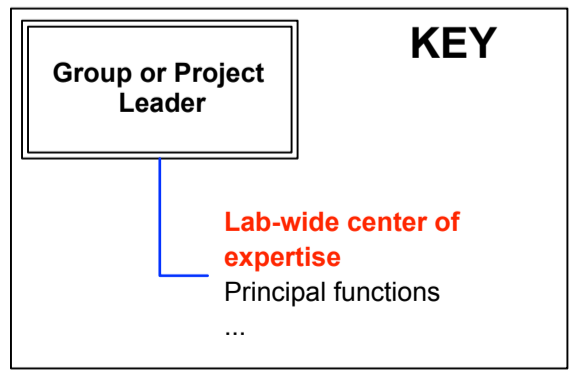 KEY
Group or Project
Leader
Lab-wide center of
expertise
Principal functions
...